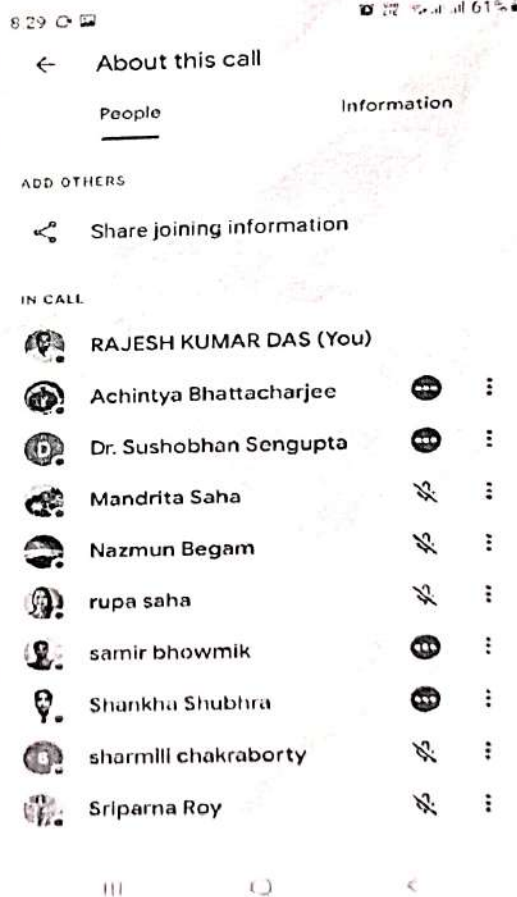 8 29
61%
About this call
People Information
ADD OTHERS
Share joining information
IN CALL
RAJESH KUMAR DAS (You)
Achintya Bhattacharjee
Dr. Sushobhan Sengupta
D
Mandrita Saha
Nazmun Begam
rupa saha
samir bhowmik
Shankha Shubhra
sharmili chakraborty
Sriparna Roy